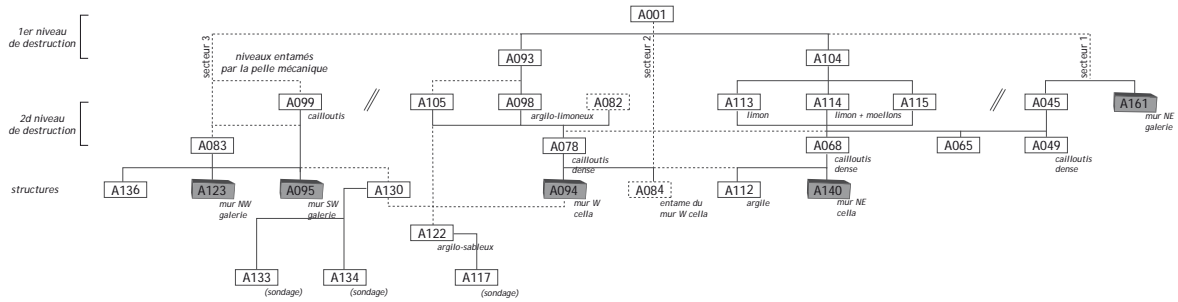 A001
1er niveau
de destruction
secteur 3
secteur 2
secteur 1
niveaux entamés
par la pelle mécanique
A093
A104
A099
cailloutis
A105
A098
argilo-limoneux
A082
A113
limon
A114
limon + moellons
A115
A045
A161
mur NE
galerie
2d niveau
de destruction
A083
A078
cailloutis
dense
A068
cailloutis
dense
A065
A049
cailloutis
dense
structures
A136
A123
mur NW
galerie
A095
mur SW
galerie
A130
A094
mur W
cella
A084
entame du
mur W cella
A112
argile
A140
mur NE
cella
A122
argilo-sableux
A133
(sondage)
A134
(sondage)
A117
(sondage)